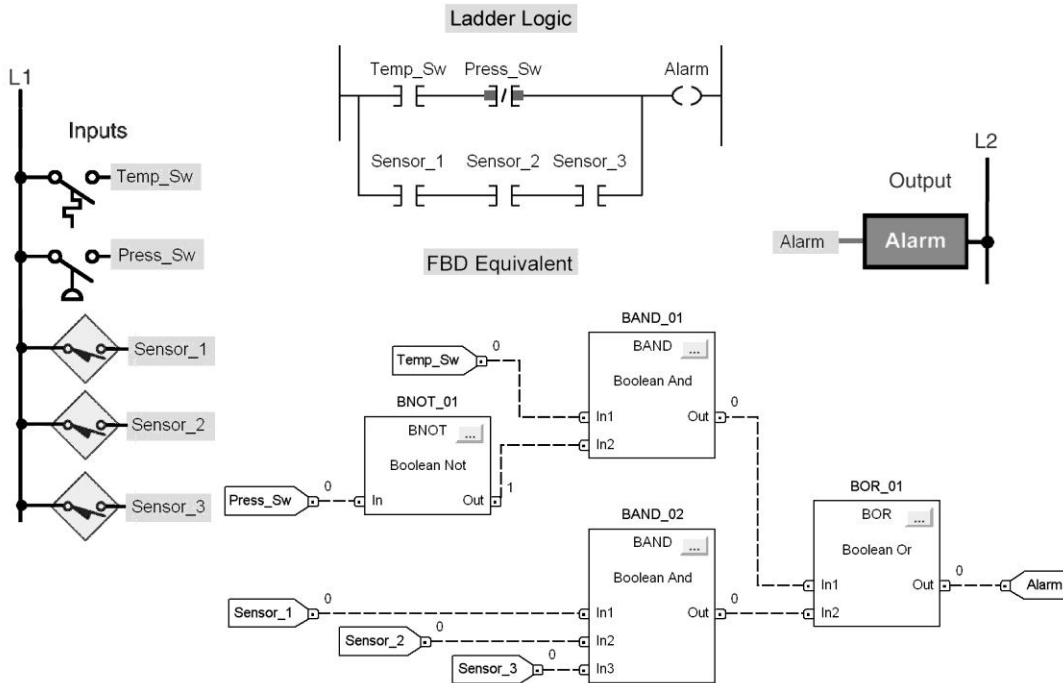 Ladder Logic
L1
Inputs
Temp_Sw
Press_Sw
Sensor_1
Sensor_2
Sensor_3
Temp_Sw Press_Sw Alarm
Sensor_1 Sensor_2 Sensor_3
L2
Output
Alarm Alarm
FBD Equivalent
BAND_01
BAND ...
Boolean And
In1 Out
In2
0
Temp_Sw
0
BNOT_01
BNOT ...
Boolean Not
In Out
1
Press_Sw
0
BAND_02
BAND ...
Boolean And
In1 Out
In2
In3
0
Sensor_1
0
Sensor_2
0
Sensor_3
0
BOR_01
BOR ...
Boolean Or
In1 Out
In2
0
Alarm